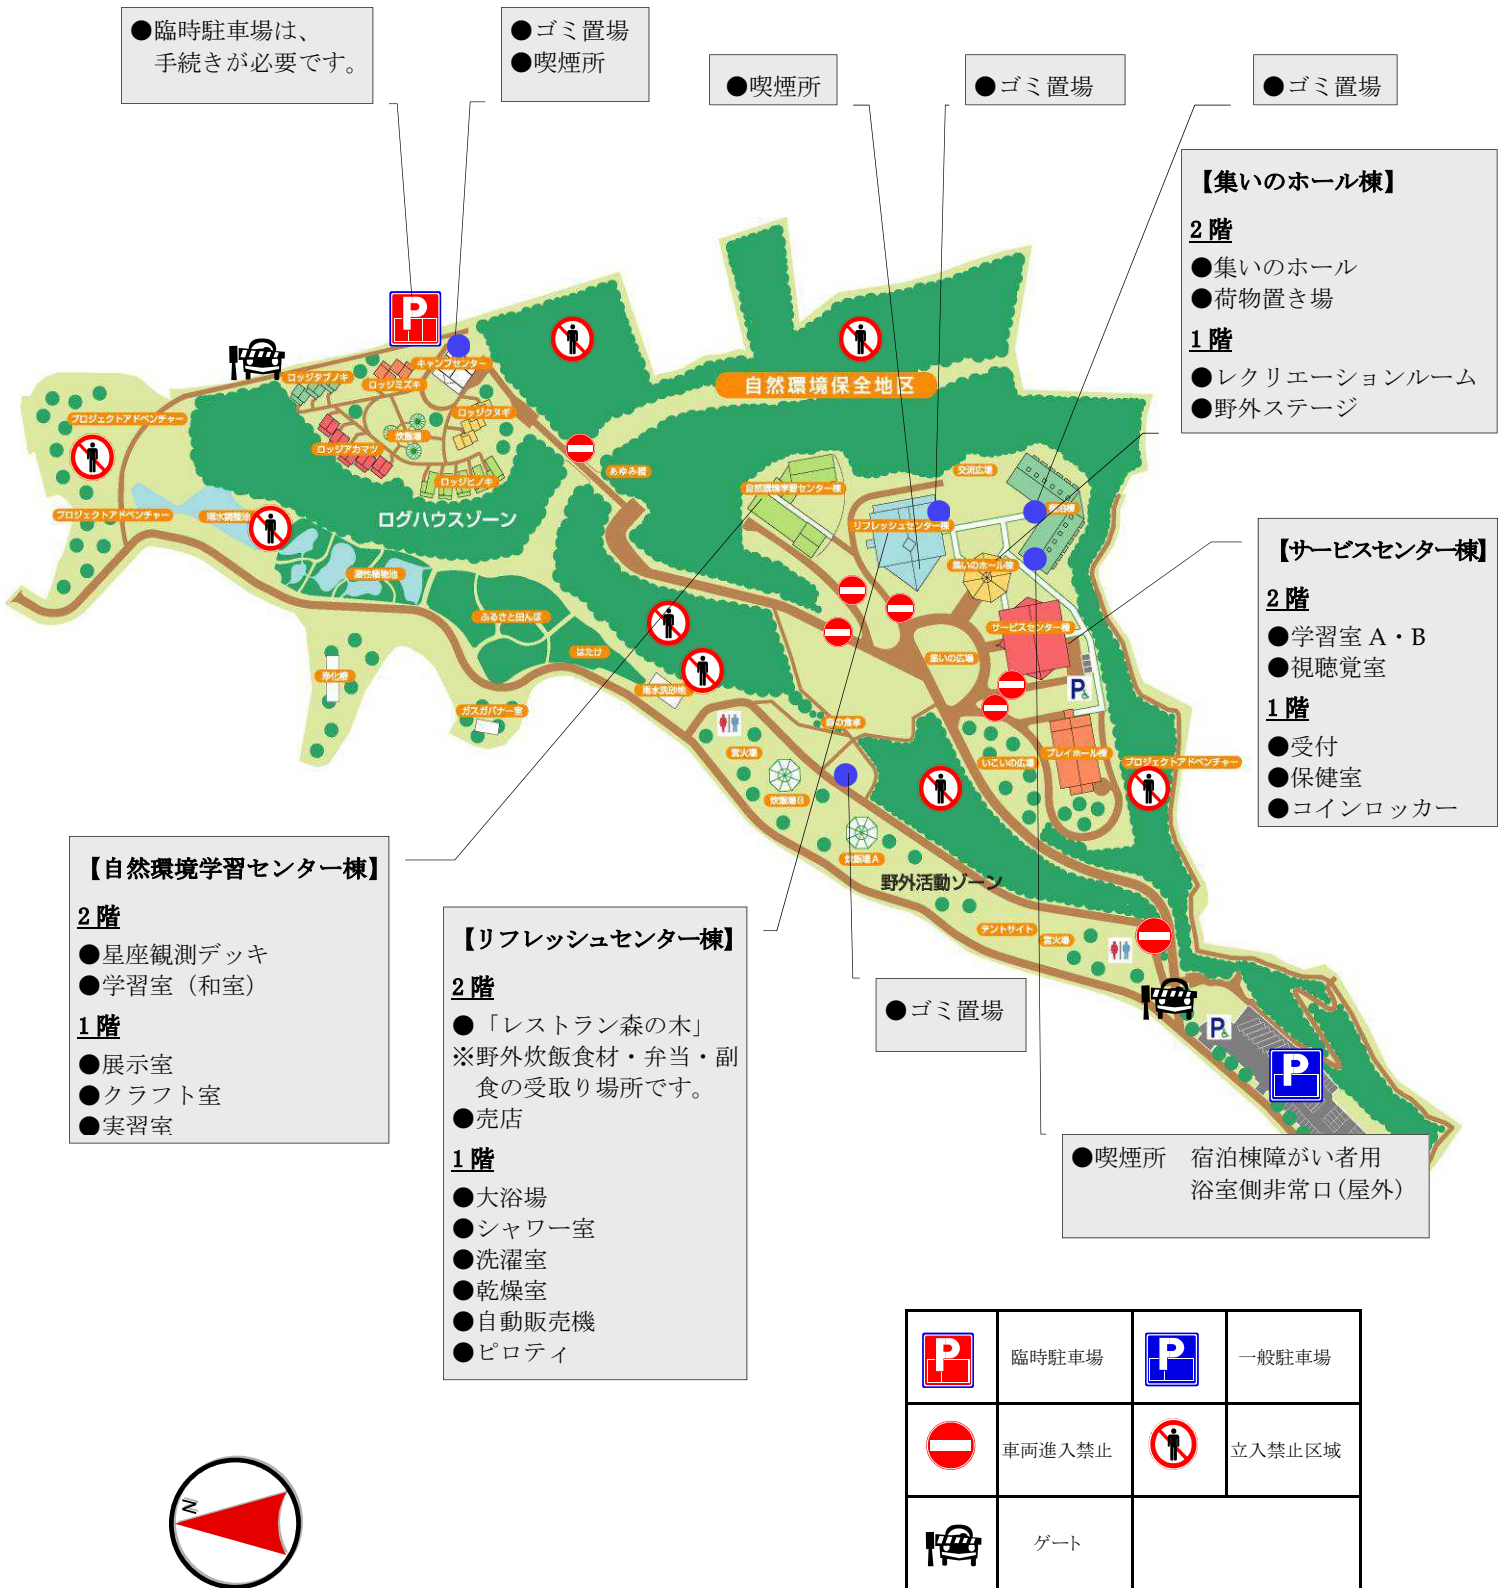 ●臨時駐車場は、
手続きが必要です。
●ゴミ置場
●喫煙所
●喫煙所
●ゴミ置場
●ゴミ置場
【集いのホール棟】
2階
●集いのホール
●荷物置き場
1階
●レクリエーションルーム
●野外ステージ
自然環境保全地区
キャンプセンター
ロッジタブノキ
ロッジミズキ
ロッジクヌギ
炊飯場
ロッジアカマツ
ロッジヒノキ
プロジェクトアドベンチャー
プロジェクトアドベンチャー
雨水調整池
ログハウスゾーン
あゆみ橋
自然環境学習センター棟
交流広場
リフレッシュセンター棟
宿泊棟
集いのホール棟
サービスセンター棟
集いの広場
湿性植物池
ふるさと田んぼ
はたけ
雨水洗砂地
浄化槽
ガスガバナー室
森の食卓
営火場
炊飯場B
炊飯場A
いこいの広場
プレイホール棟
プロジェクトアドベンチャー
野外活動ゾーン
テントサイト
営火場
【サービスセンター棟】
2階
●学習室 A・B
●視聴覚室
1階
●受付
●保健室
●コインロッカー
【自然環境学習センター棟】
2階
●星座観測デッキ
●学習室（和室）
1階
●展示室
●クラフト室
●実習室
【リフレッシュセンター棟】
2階
●「レストラン森の木」
※野外炊飯食材・弁当・副
食の受取り場所です。
●売店
1階
●大浴場
●シャワー室
●洗濯室
●乾燥室
●自動販売機
●ピロティ
●ゴミ置場
●喫煙所　宿泊棟障がい者用
浴室側非常口(屋外)
P
P
P
P
P 臨時駐車場 P 一般駐車場
車両進入禁止 立入禁止区域
ゲート
N